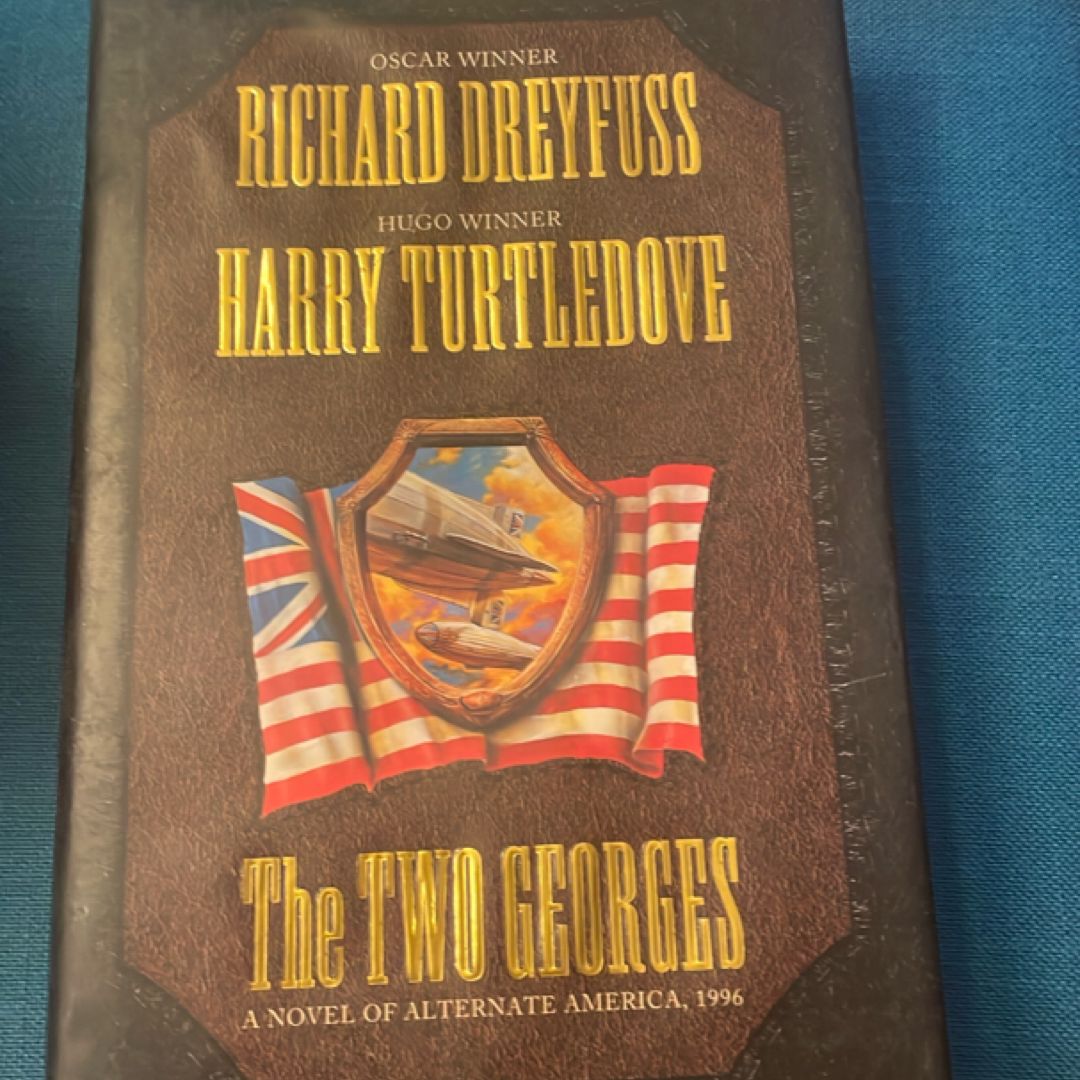 OSCAR WINNER
RICHARD DREYFUSS
HUGO WINNER
HARRY TURTLEDOVE
The TWO GEORGES
A NOVEL OF ALTERNATE AMERICA, 1996